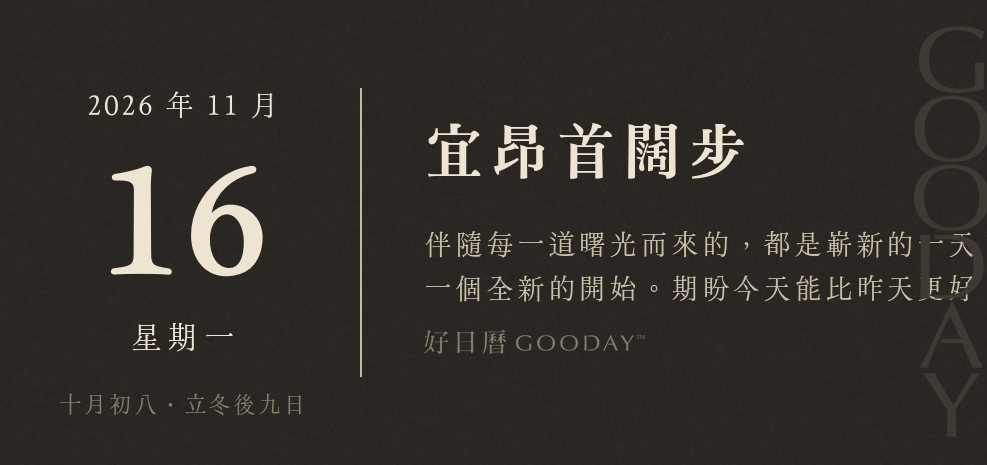 2026 年 11 月
16
星期一
十月初八・立冬後九日
宜昂首闊步
伴隨每一道曙光而來的，都是嶄新的一天
一個全新的開始。期盼今天能比昨天更好
好日曆 GOODAY™
GOODAY